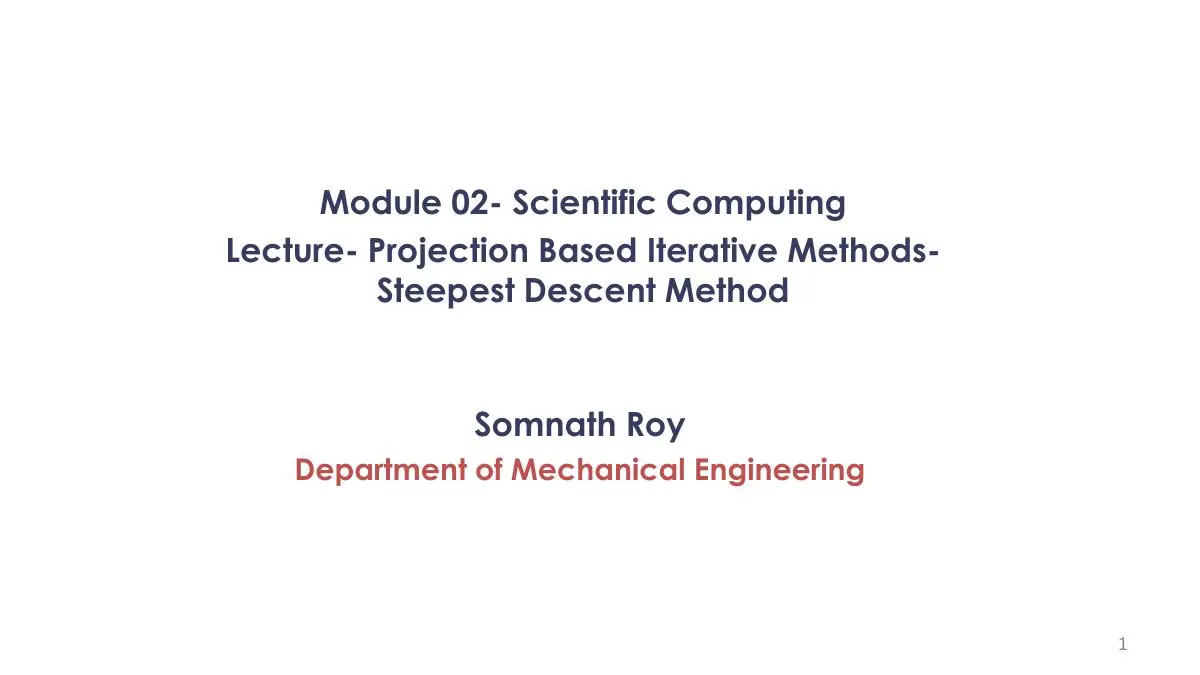 Module 02- Scientific Computing
Lecture- Projection Based Iterative Methods-
Steepest Descent Method
Somnath Roy
Department of Mechanical Engineering
1